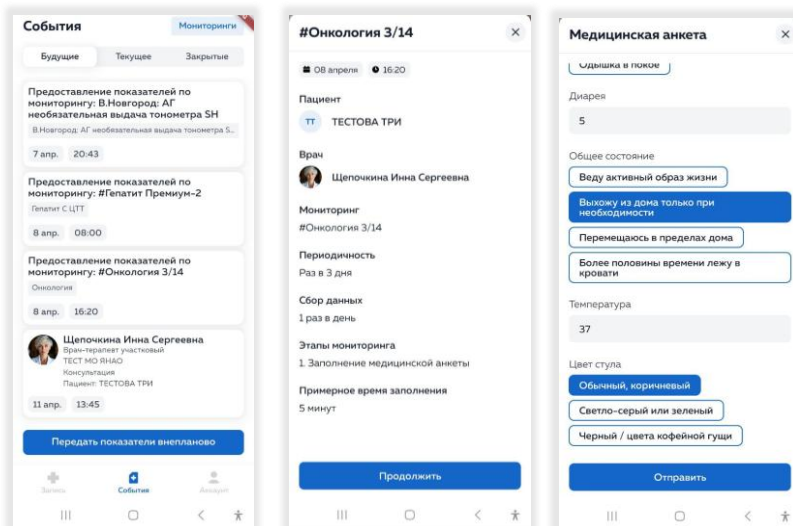 События
Мониторинги
Будущие
Текущее
Закрытые
Предоставление показателей по
мониторингу: В.Новгород: АГ
необязательная выдача тонометра SH
В.Новгород: АГ необязательная выдача тонометра S...
7 апр. 20:43
Предоставление показателей по
мониторингу: #Гепатит Премиум-2
Гепатит С ЦТТ
8 апр. 08:00
Предоставление показателей по
мониторингу: #Онкология 3/14
Онкология
8 апр. 16:20
Щепочкина Инна Сергеевна
Врач-терапевт участковый
ТЕСТ МО ЯНАО
Консультация
Пациент: ТЕСТОВА ТРИ
11 апр. 13:45
Передать показатели внепланово
Запись
События
Аккаунт
#Онкология 3/14
08 апреля 16:20
Пациент
ТТ ТЕСТОВА ТРИ
Врач
Щепочкина Инна Сергеевна
Мониторинг
#Онкология 3/14
Периодичность
Раз в 3 дня
Сбор данных
1 раз в день
Этапы мониторинга
1. Заполнение медицинской анкеты
Примерное время заполнения
5 минут
Продолжить
Медицинская анкета
Одышка в покое
Диарея
5
Общее состояние
Веду активный образ жизни
Выхожу из дома только при
необходимости
Перемещаюсь в пределах дома
Более половины времени лежу в
кровати
Температура
37
Цвет стула
Обычный, коричневый
Светло-серый или зеленый
Черный / цвета кофейной гущи
Отправить